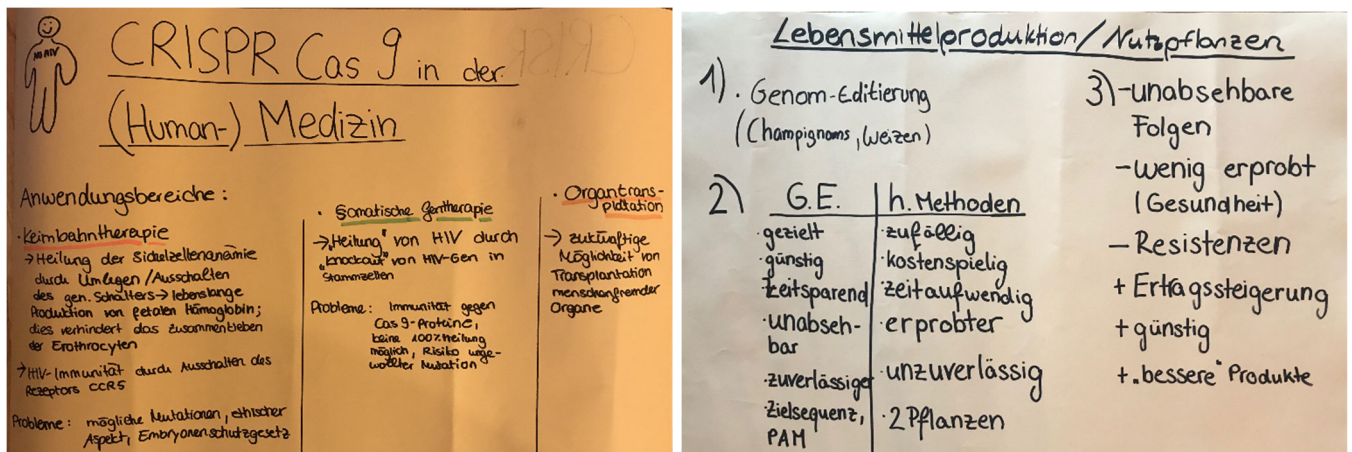 NO HIV
CRISPR Cas 9 in der
(Human-) Medizin
Anwendungsbereiche:
· Keimbahntherapie
→ Heilung der Sichelzellenanämie
durch Umlegen/Ausschalten
des gen. Schalters → lebenslange
Produktion von fetalen Hämoglobin;
dies verhindert das zusammenkleben
der Erothrocyten
→ HIV-Immunität durch Ausschalten des
Rezeptors CCR5
Probleme: mögliche Mutationen, ethischer
Aspekt, Embryonenschutzgesetz
· Somatische Gentherapie
→ „Heilung" von HIV durch
„Knockout" von HIV-Gen in
Stammzellen
Probleme: Immunität gegen
Cas 9-Proteine,
keine 100% Heilung
möglich, Risiko unge-
wollter Mutation
· Organtrans-
plantation
→ zukünftige
Möglichkeit von
Transplantation
menschenfremder
Organe
Lebensmittelproduktion/Nutzpflanzen
1) · Genom-Editierung
(Champignons, Weizen)
2) G.E. h. Methoden
· gezielt · zufällig
· günstig · kostenspielig
· zeitsparend · zeitaufwendig
· unabseh- · erprobter
bar
· zuverlässiger · unzuverlässig
· Zielsequenz, · 2 Pflanzen
PAM
3) - unabsehbare
Folgen
- wenig erprobt
(Gesundheit)
- Resistenzen
+ Ertragssteigerung
+ günstig
+ „bessere" Produkte